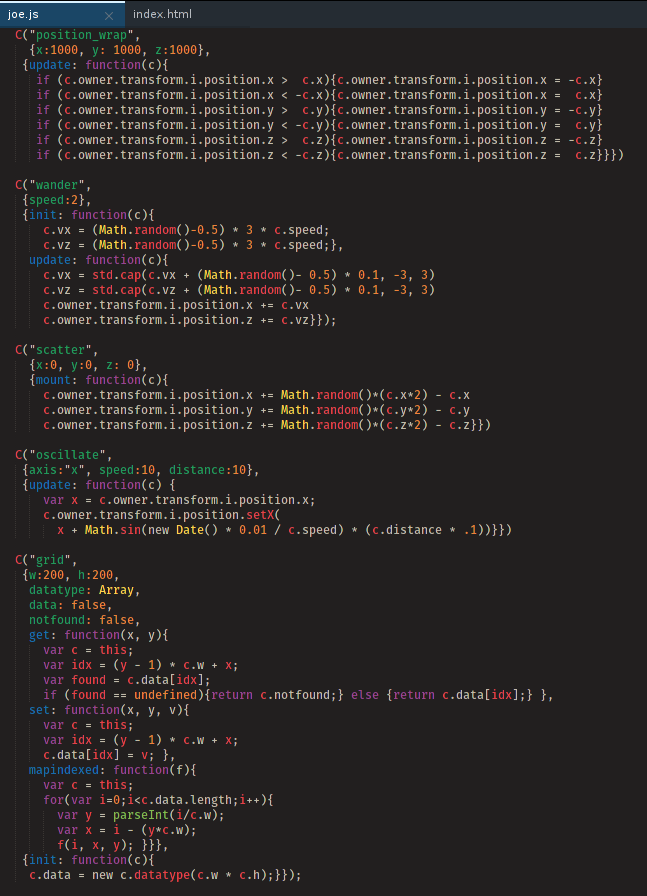 joe.js × index.html
C("position_wrap",
  {x:1000, y: 1000, z:1000},
 {update: function(c){
   if (c.owner.transform.i.position.x >  c.x){c.owner.transform.i.position.x = -c.x}
   if (c.owner.transform.i.position.x < -c.x){c.owner.transform.i.position.x =  c.x}
   if (c.owner.transform.i.position.y >  c.y){c.owner.transform.i.position.y = -c.y}
   if (c.owner.transform.i.position.y < -c.y){c.owner.transform.i.position.y =  c.y}
   if (c.owner.transform.i.position.z >  c.z){c.owner.transform.i.position.z = -c.z}
   if (c.owner.transform.i.position.z < -c.z){c.owner.transform.i.position.z =  c.z}}})

C("wander",
 {speed:2},
 {init: function(c){
    c.vx = (Math.random()-0.5) * 3 * c.speed;
    c.vz = (Math.random()-0.5) * 3 * c.speed;},
  update: function(c){
    c.vx = std.cap(c.vx + (Math.random()- 0.5) * 0.1, -3, 3)
    c.vz = std.cap(c.vz + (Math.random()- 0.5) * 0.1, -3, 3)
    c.owner.transform.i.position.x += c.vx
    c.owner.transform.i.position.z += c.vz}});

C("scatter",
  {x:0, y:0, z: 0},
  {mount: function(c){
    c.owner.transform.i.position.x += Math.random()*(c.x*2) - c.x
    c.owner.transform.i.position.y += Math.random()*(c.y*2) - c.y
    c.owner.transform.i.position.z += Math.random()*(c.z*2) - c.z}})

C("oscillate",
 {axis:"x", speed:10, distance:10},
 {update: function(c) {
    var x = c.owner.transform.i.position.x;
    c.owner.transform.i.position.setX(
      x + Math.sin(new Date() * 0.01 / c.speed) * (c.distance * .1))}})

C("grid",
 {w:200, h:200,
  datatype: Array,
  data: false,
  notfound: false,
  get: function(x, y){
    var c = this;
    var idx = (y - 1) * c.w + x;
    var found = c.data[idx];
    if (found == undefined){return c.notfound;} else {return c.data[idx];} },
  set: function(x, y, v){
    var c = this;
    var idx = (y - 1) * c.w + x;
    c.data[idx] = v; },
  mapindexed: function(f){
    var c = this;
    for(var i=0;i<c.data.length;i++){
      var y = parseInt(i/c.w);
      var x = i - (y*c.w);
      f(i, x, y); }}},
 {init: function(c){
  c.data = new c.datatype(c.w * c.h);}});